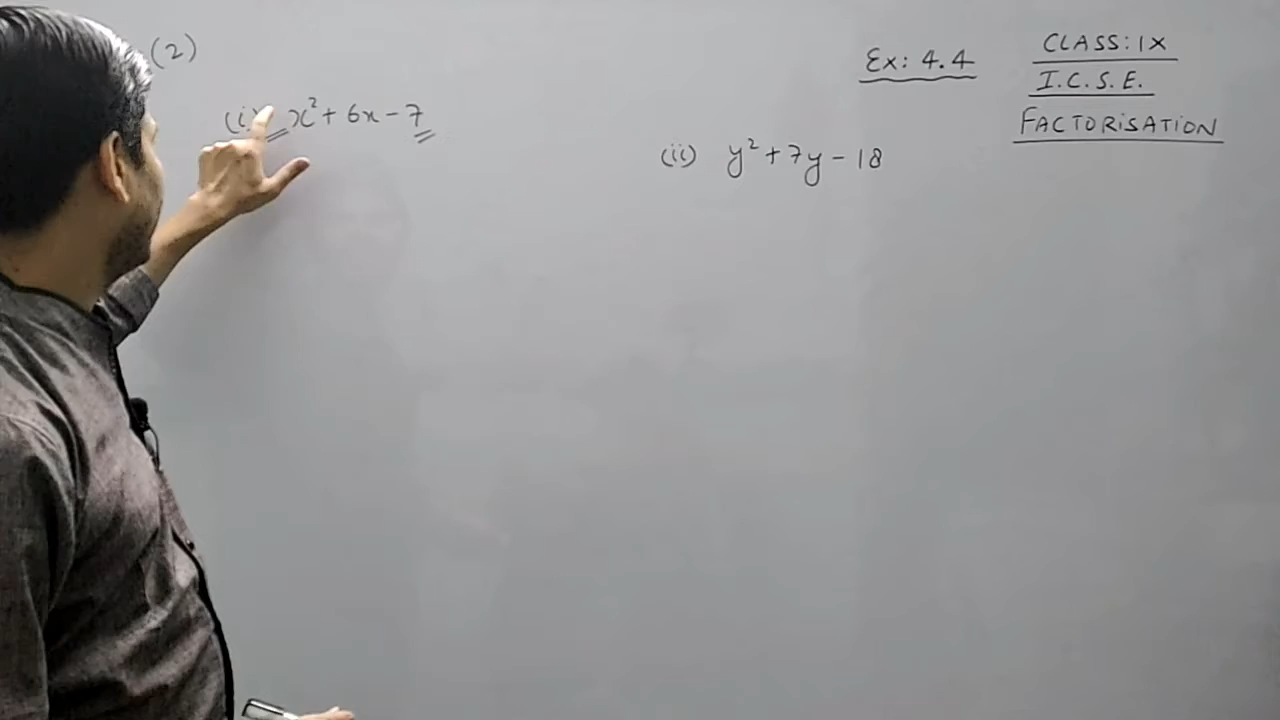 (2)
(i) x² + 6x - 7
Ex: 4.4
CLASS: IX
I.C.S.E.
FACTORISATION
(ii) y² + 7y - 18